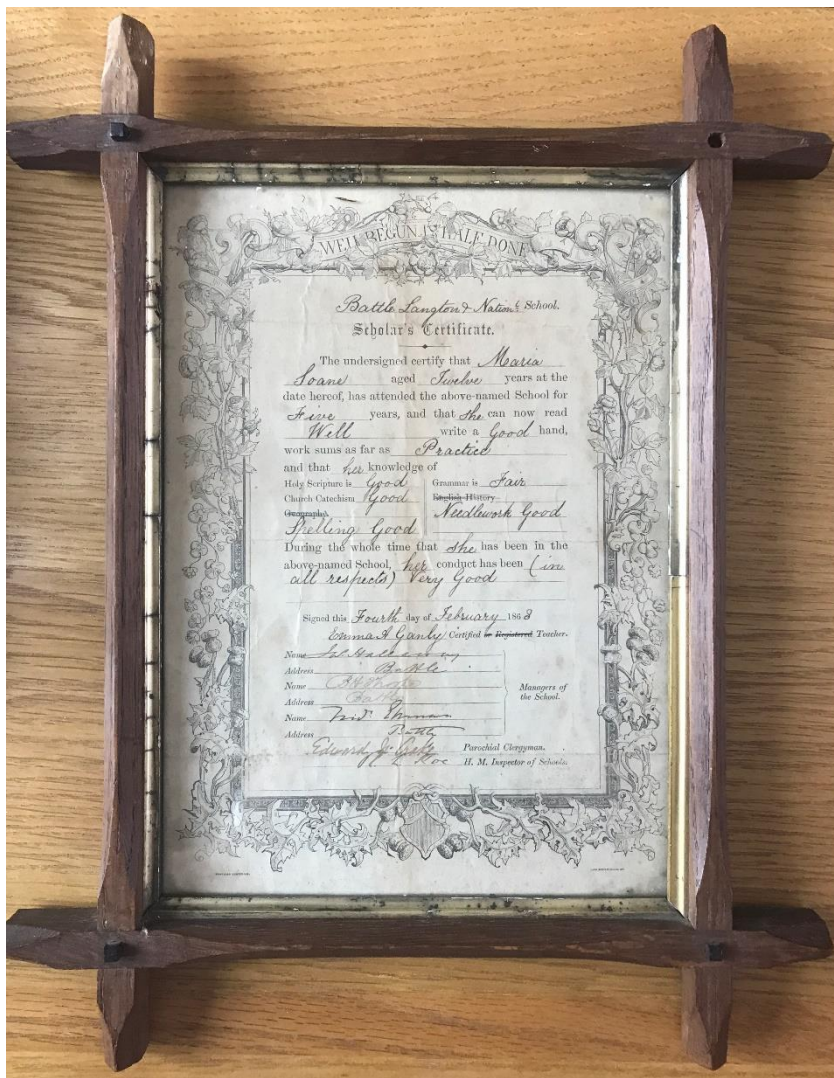 WELL BEGUN IS HALF DONE
Battle Langton & Nationl School.
Scholar's Certificate.
The undersigned certify that Maria
Soane aged Twelve years at the
date hereof, has attended the above-named School for
Five years, and that she can now read
Well write a Good hand,
work sums as far as Practice
and that her knowledge of
Holy Scripture is Good Grammar is Fair
Church Catechism Good English History
Geography Needlework Good
Spelling Good
During the whole time that she has been in the
above-named School, her conduct has been (in
all respects) Very Good
Signed this Fourth day of February 1863
Emma A Ganly Certified or Registered Teacher.
Name
Address Battle
Name
Address Battle
Managers of
the School.
Name
Address Battle
Edward Parochial Clergyman.
H. M. Inspector of Schools.